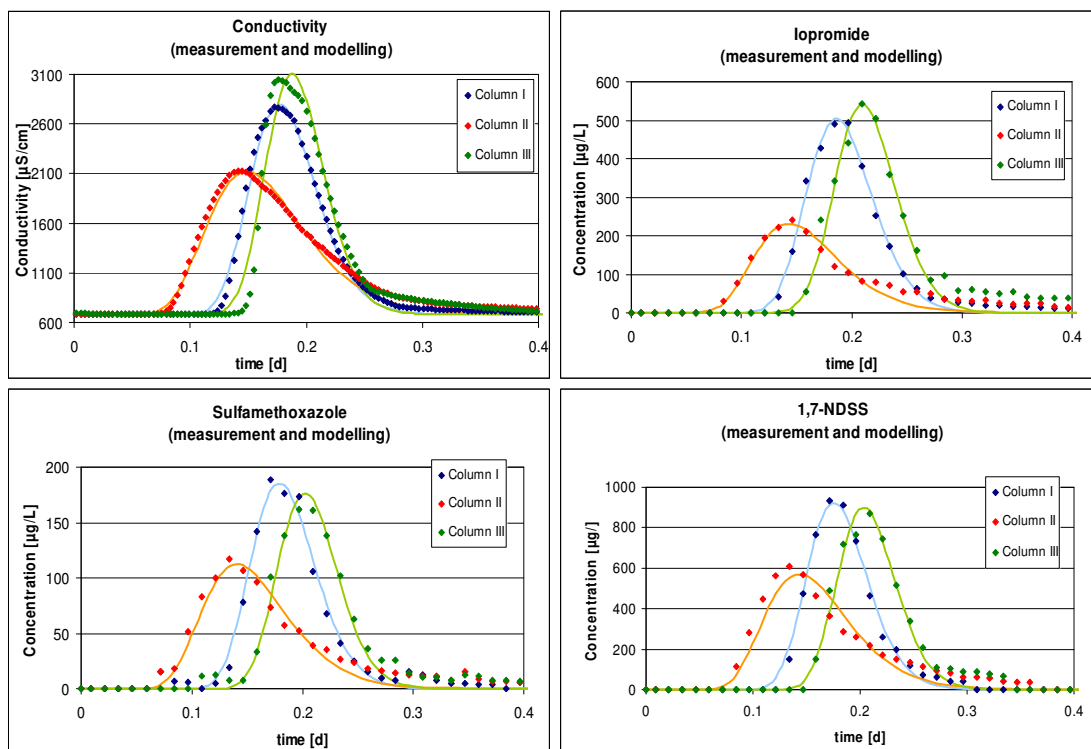 Conductivity
(measurement and modelling)
Conductivity [µS/cm]
3100
2600
2100
1600
1100
600
0
0.1
0.2
0.3
0.4
time [d]
Column I
Column II
Column III
Iopromide
(measurement and modelling)
Concentration [µg/L]
600
500
400
300
200
100
0
0
0.1
0.2
0.3
0.4
time [d]
Column I
Column II
Column III
Sulfamethoxazole
(measurement and modelling)
Concentration [µg/L]
200
150
100
50
0
0
0.1
0.2
0.3
0.4
time [d]
Column I
Column II
Column III
1,7-NDSS
(measurement and modelling)
Concentration [µg/]
1000
800
600
400
200
0
0
0.1
0.2
0.3
0.4
time [d]
Column I
Column II
Column III